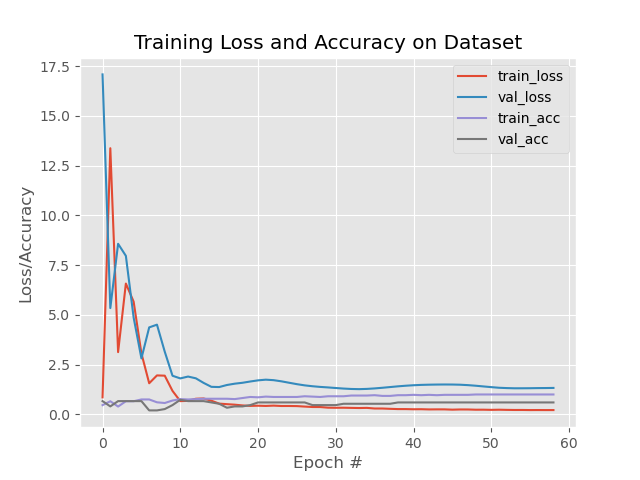 Training Loss and Accuracy on Dataset
train_loss
val_loss
train_acc
val_acc
Loss/Accuracy
17.5
15.0
12.5
10.0
7.5
5.0
2.5
0.0
0 10 20 30 40 50 60
Epoch #